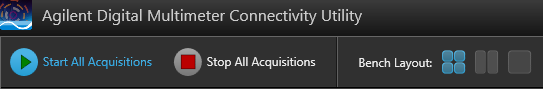 Agilent Digital Multimeter Connectivity Utility
Start All Acquisitions Stop All Acquisitions Bench Layout: